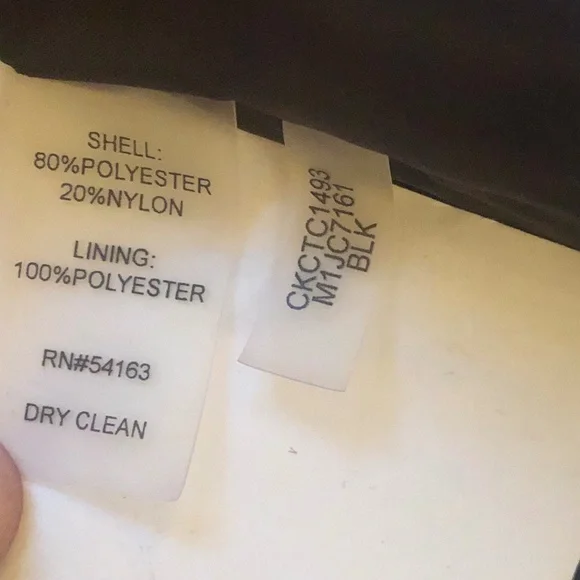 SHELL:
80%POLYESTER
20%NYLON
LINING:
100%POLYESTER
RN#54163
DRY CLEAN
CKCTC1493
M1JC7161
BLK